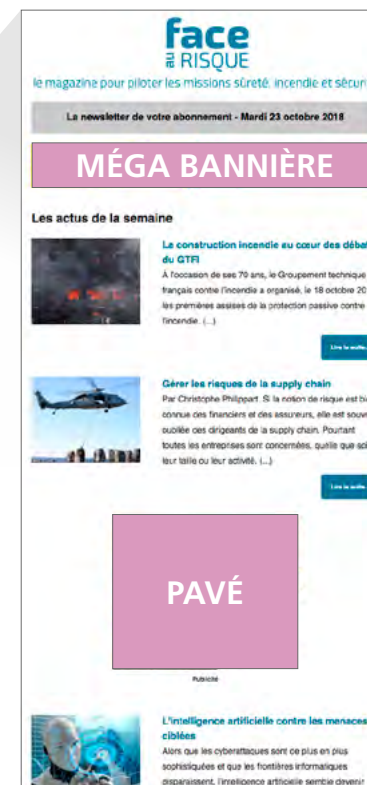 face
au RISQUE
le magazine pour piloter les missions sûreté, incendie et sécuri
La newsletter de votre abonnement - Mardi 23 octobre 2018
MÉGA BANNIÈRE
Les actus de la semaine
La construction incendie au cœur des débat
du GTFI
À l'occasion de ses 70 ans, le Groupement technique
français contre l'incendie a organisé, le 18 octobre 20
les premières assises de la protection passive contre
l'incendie. (...)
Lire la suite
Gérer les risques de la supply chain
Par Christophe Philippart. Si la notion de risque est bi
connue des financiers et des assureurs, elle est souv
oubliée des dirigeants de la supply chain. Pourtant
toutes les entreprises sont concernées, quelle que soi
leur taille ou leur activité. (...)
Lire la suite
PAVÉ
Publicité
L'intelligence artificielle contre les menaces
ciblées
Alors que les cyberattaques sont de plus en plus
sophistiquées et que les frontières informatiques
disparaissent, l'intelligence artificielle semble devenir